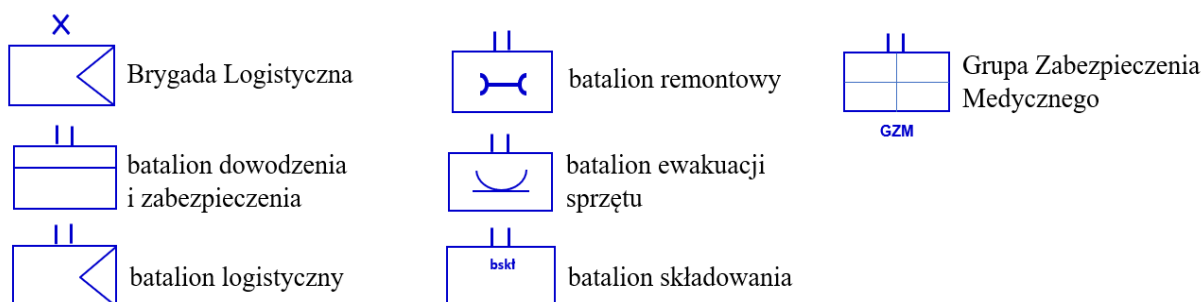 Brygada Logistyczna
batalion dowodzenia
i zabezpieczenia
batalion logistyczny
batalion remontowy
batalion ewakuacji
sprzętu
bskł
batalion składowania
GZM
Grupa Zabezpieczenia
Medycznego